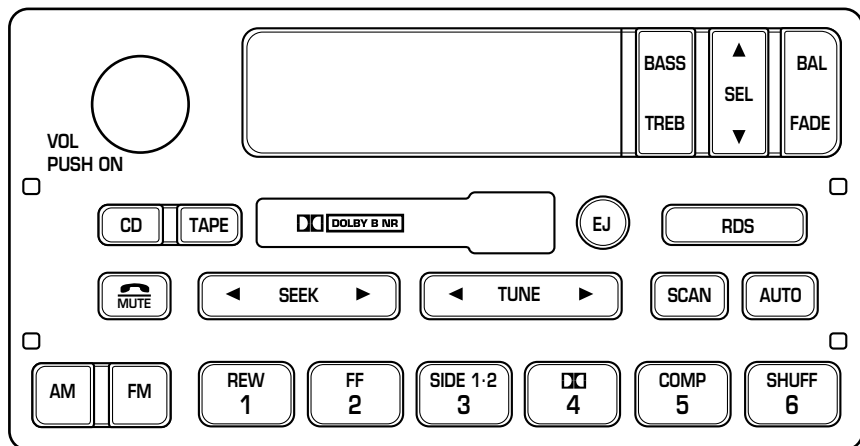 BASS
TREB
▲
SEL
▼
BAL
FADE
VOL
PUSH ON
CD
TAPE
DOLBY B NR
EJ
RDS
MUTE
◄ SEEK ►
◄ TUNE ►
SCAN
AUTO
AM
FM
REW
1
FF
2
SIDE 1·2
3
4
COMP
5
SHUFF
6